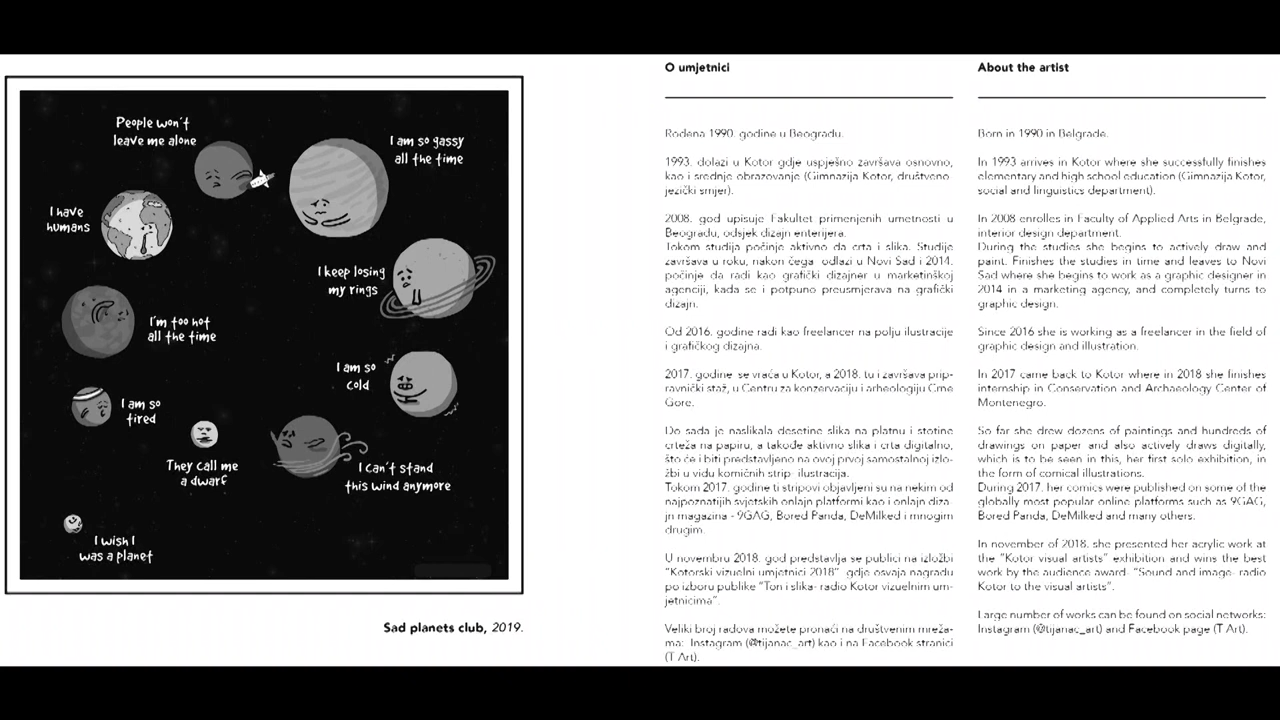 People won't
leave me alone
I am so gassy
all the time
I have
humans
I keep losing
my rings
I'm too hot
all the time
I am so
cold
I am so
tired
They call me
a dwarf
I can't stand
this wind anymore
I wish I
was a planet
Sad planets club, 2019.
O umjetnici
Rođena 1990. godine u Beogradu.
1993. dolazi u Kotor gdje uspješno završava osnovno,
kao i srednje obrazovanje (Gimnazija Kotor, društveno-
jezički smjer).
2008. god upisuje Fakultet primenjenih umetnosti u
Beogradu, odsjek dizajn enterijera.
Tokom studija počinje aktivno da crta i slika. Studije
završava u roku, nakon čega odlazi u Novi Sad i 2014.
počinje da radi kao grafički dizajner u marketinškoj
agenciji, kada se i potpuno preusmjerava na grafički
dizajn.
Od 2016. godine radi kao freelancer na polju ilustracije
i grafičkog dizajna.
2017. godine se vraća u Kotor, a 2018. tu i završava prip-
ravnički staž, u Centru za konzervaciju i arheologiju Crne
Gore.
Do sada je naslikala desetine slika na platnu i stotine
crteža na papiru, a takođe aktivno slika i crta digitalno,
što će i biti predstavljeno na ovoj prvoj samostalnoj izlo-
žbi u vidu komičnih strip- ilustracija.
Tokom 2017. godine ti stripovi objavljeni su na nekim od
najpoznatijih svjetskih onlajn platformi kao i onlajn diza-
jn magazina - 9GAG, Bored Panda, DeMilked i mnogim
drugim.
U novembru 2018. god predstavlja se publici na izložbi
"Kotorski vizuelni umjetnici 2018" gdje osvaja nagradu
po izboru publike "Ton i slika- radio Kotor vizuelnim um-
jetnicima".
Veliki broj radova možete pronaći na društvenim mreža-
ma: Instagram (@tijanac_art) kao i na Facebook stranici
(T Art).
About the artist
Born in 1990 in Belgrade.
In 1993 arrives in Kotor where she successfully finishes
elementary and high school education (Gimnazija Kotor,
social and linguistics department).
In 2008 enrolles in Faculty of Applied Arts in Belgrade,
interior design department.
During the studies she begins to actively draw and
paint. Finishes the studies in time and leaves to Novi
Sad where she begins to work as a graphic designer in
2014 in a marketing agency, and completely turns to
graphic design.
Since 2016 she is working as a freelancer in the field of
graphic design and illustration.
In 2017 came back to Kotor where in 2018 she finishes
internship in Conservation and Archaeology Center of
Montenegro.
So far she drew dozens of paintings and hundreds of
drawings on paper and also actively draws digitally,
which is to be seen in this, her first solo exhibition, in
the form of comical illustrations.
During 2017. her comics were published on some of the
globally most popular online platforms such as 9GAG,
Bored Panda, DeMilked and many others.
In november of 2018. she presented her acrylic work at
the "Kotor visual artists" exhibition and wins the best
work by the audience award- "Sound and image- radio
Kotor to the visual artists".
Large number of works can be found on social networks:
Instagram (@tijanac_art) and Facebook page (T Art).